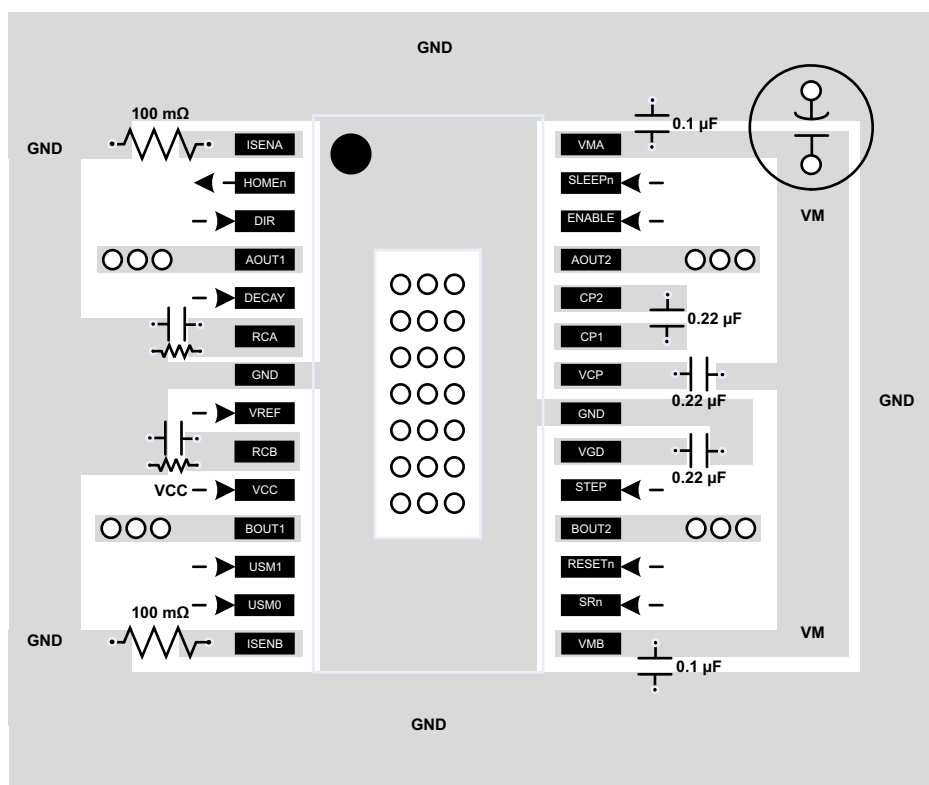 GND
100 mΩ
0.1 µF
GND
ISENA
VMA
HOMEn
SLEEPn
DIR
ENABLE
VM
AOUT1
AOUT2
DECAY
CP2
0.22 µF
RCA
CP1
GND
VCP
0.22 µF
GND
VREF
GND
RCB
VGD
0.22 µF
VCC
VCC
STEP
BOUT1
BOUT2
USM1
RESETn
USM0
SRn
100 mΩ
VM
GND
ISENB
VMB
0.1 µF
GND